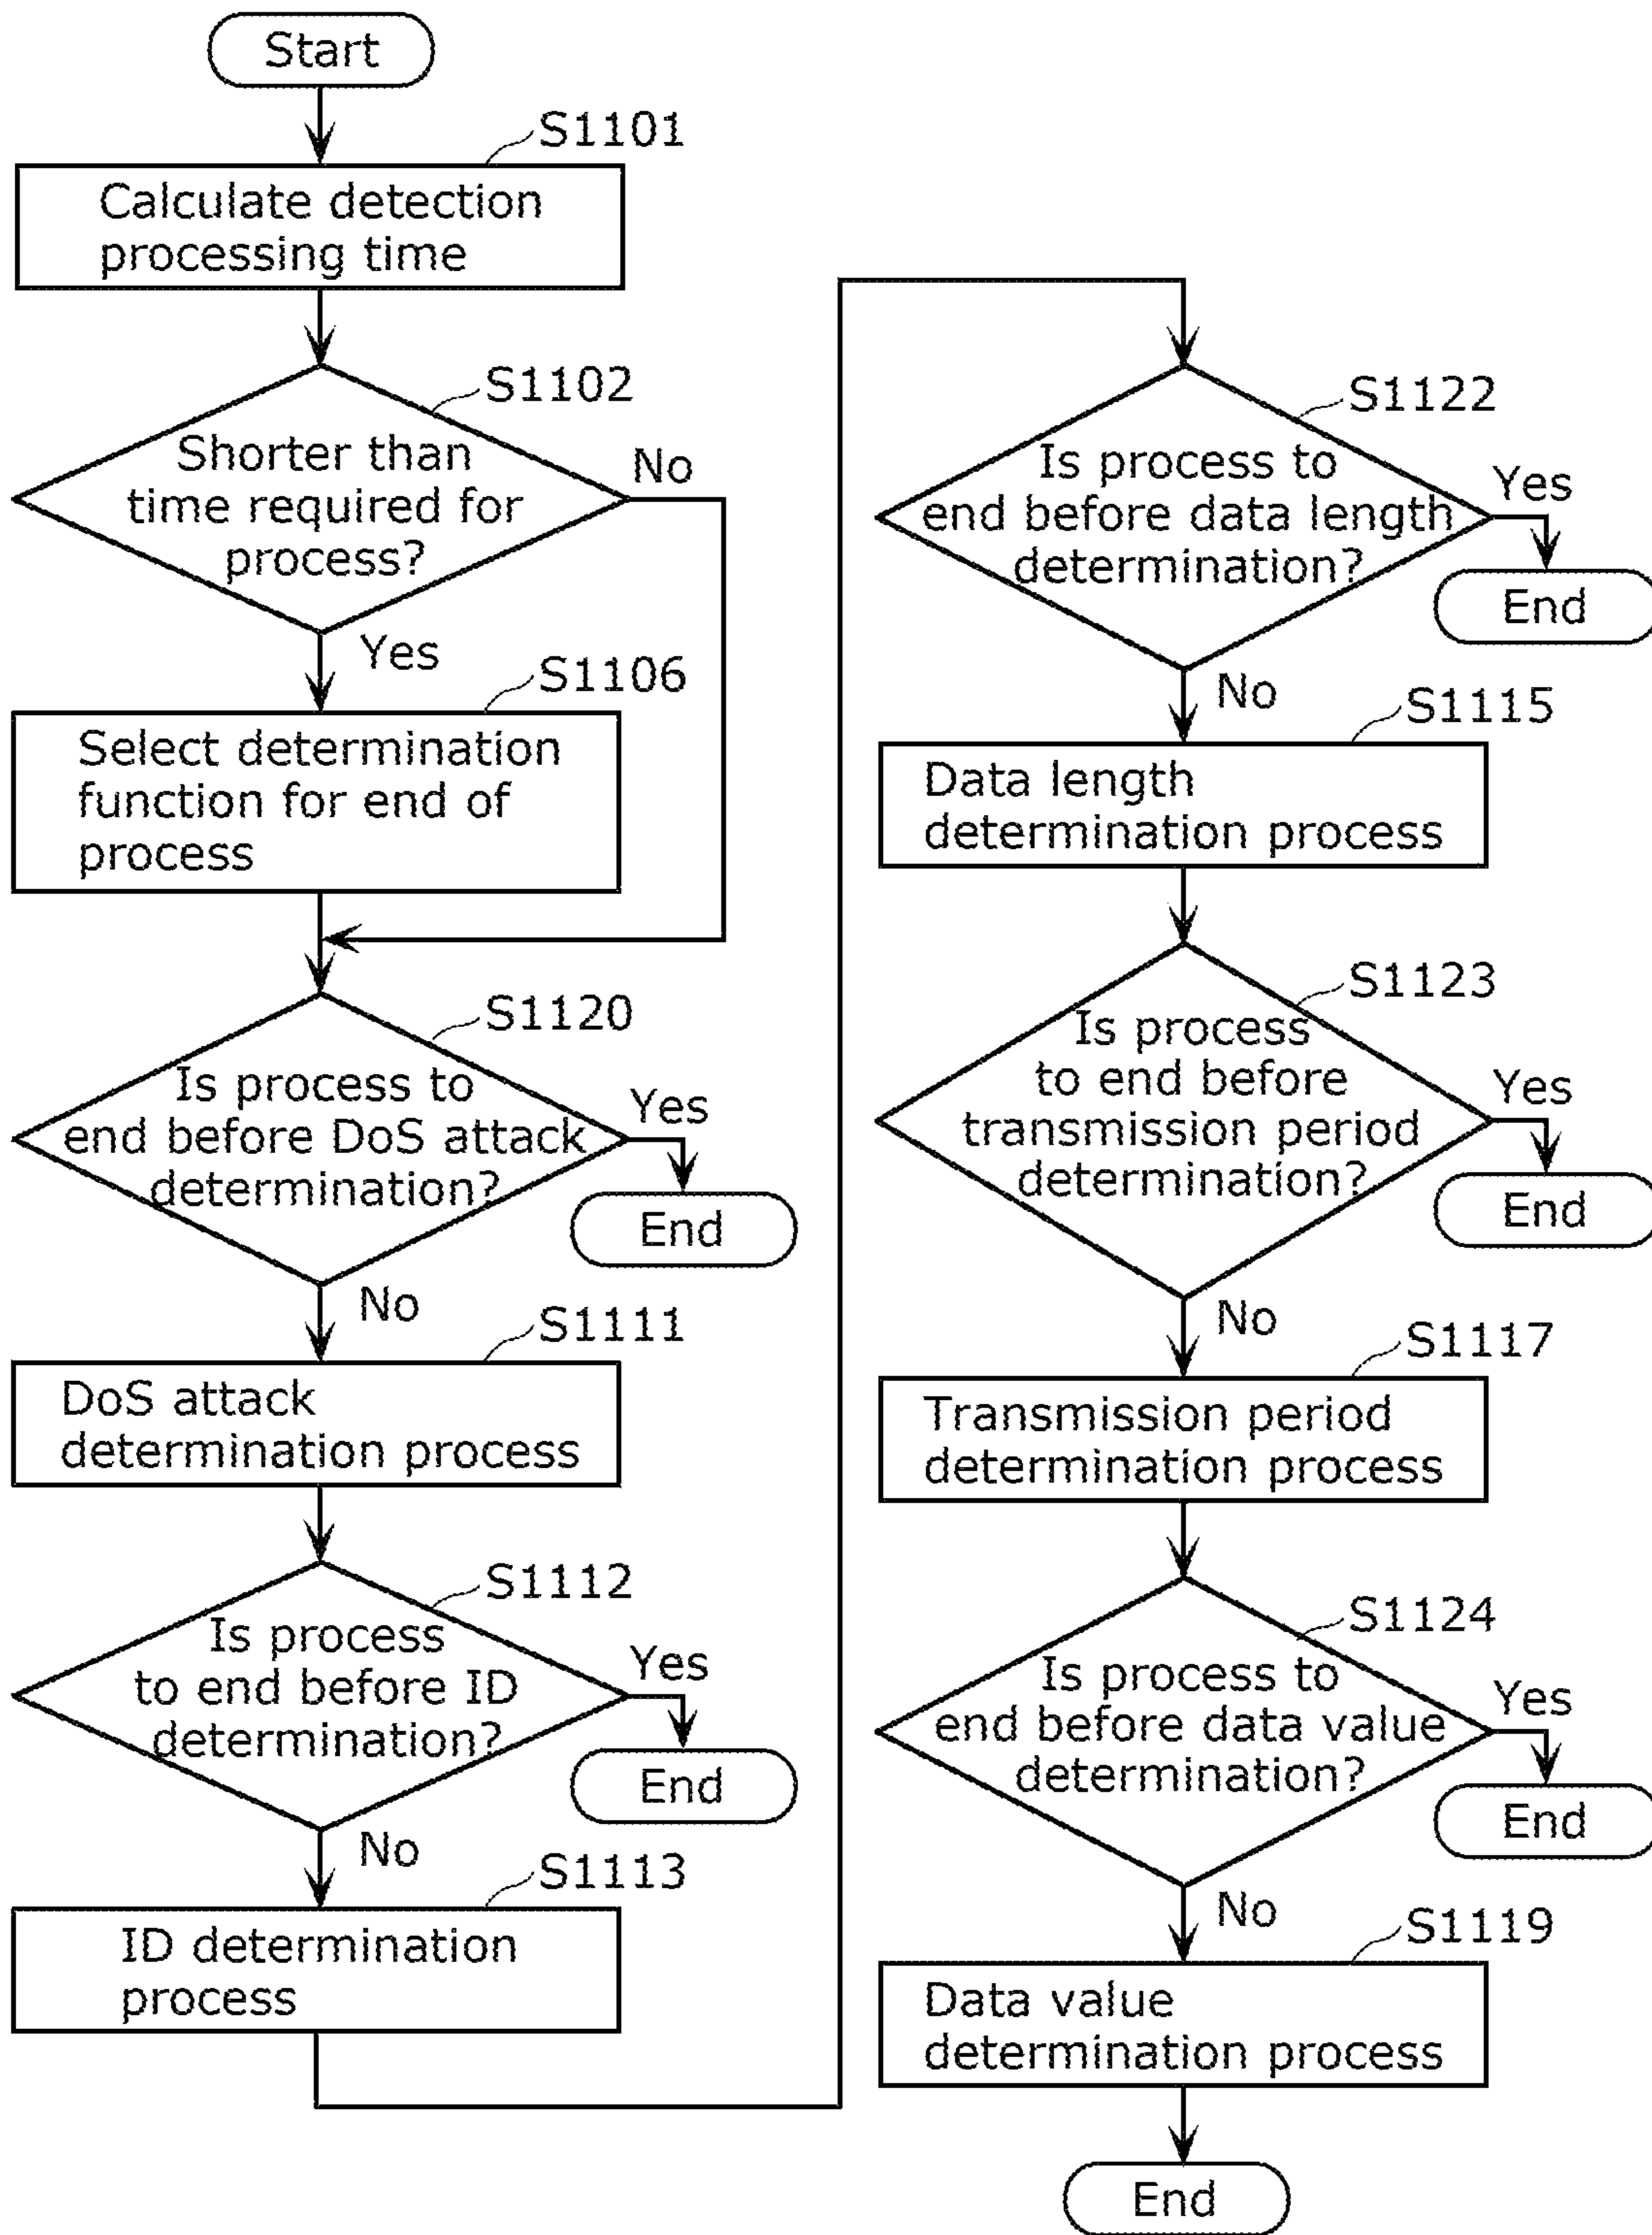 Start
S1101
Calculate detection
processing time
S1102
Shorter than
time required for
process?
No
Yes
S1106
Select determination
function for end of
process
S1120
Is process to
end before DoS attack
determination?
Yes
End
No
S1111
DoS attack
determination process
S1112
Is process
to end before ID
determination?
Yes
End
No
S1113
ID determination
process
S1122
Is process to
end before data length
determination?
Yes
End
No
S1115
Data length
determination process
S1123
Is process
to end before
transmission period
determination?
Yes
End
No
S1117
Transmission period
determination process
S1124
Is process to
end before data value
determination?
Yes
End
No
S1119
Data value
determination process
End